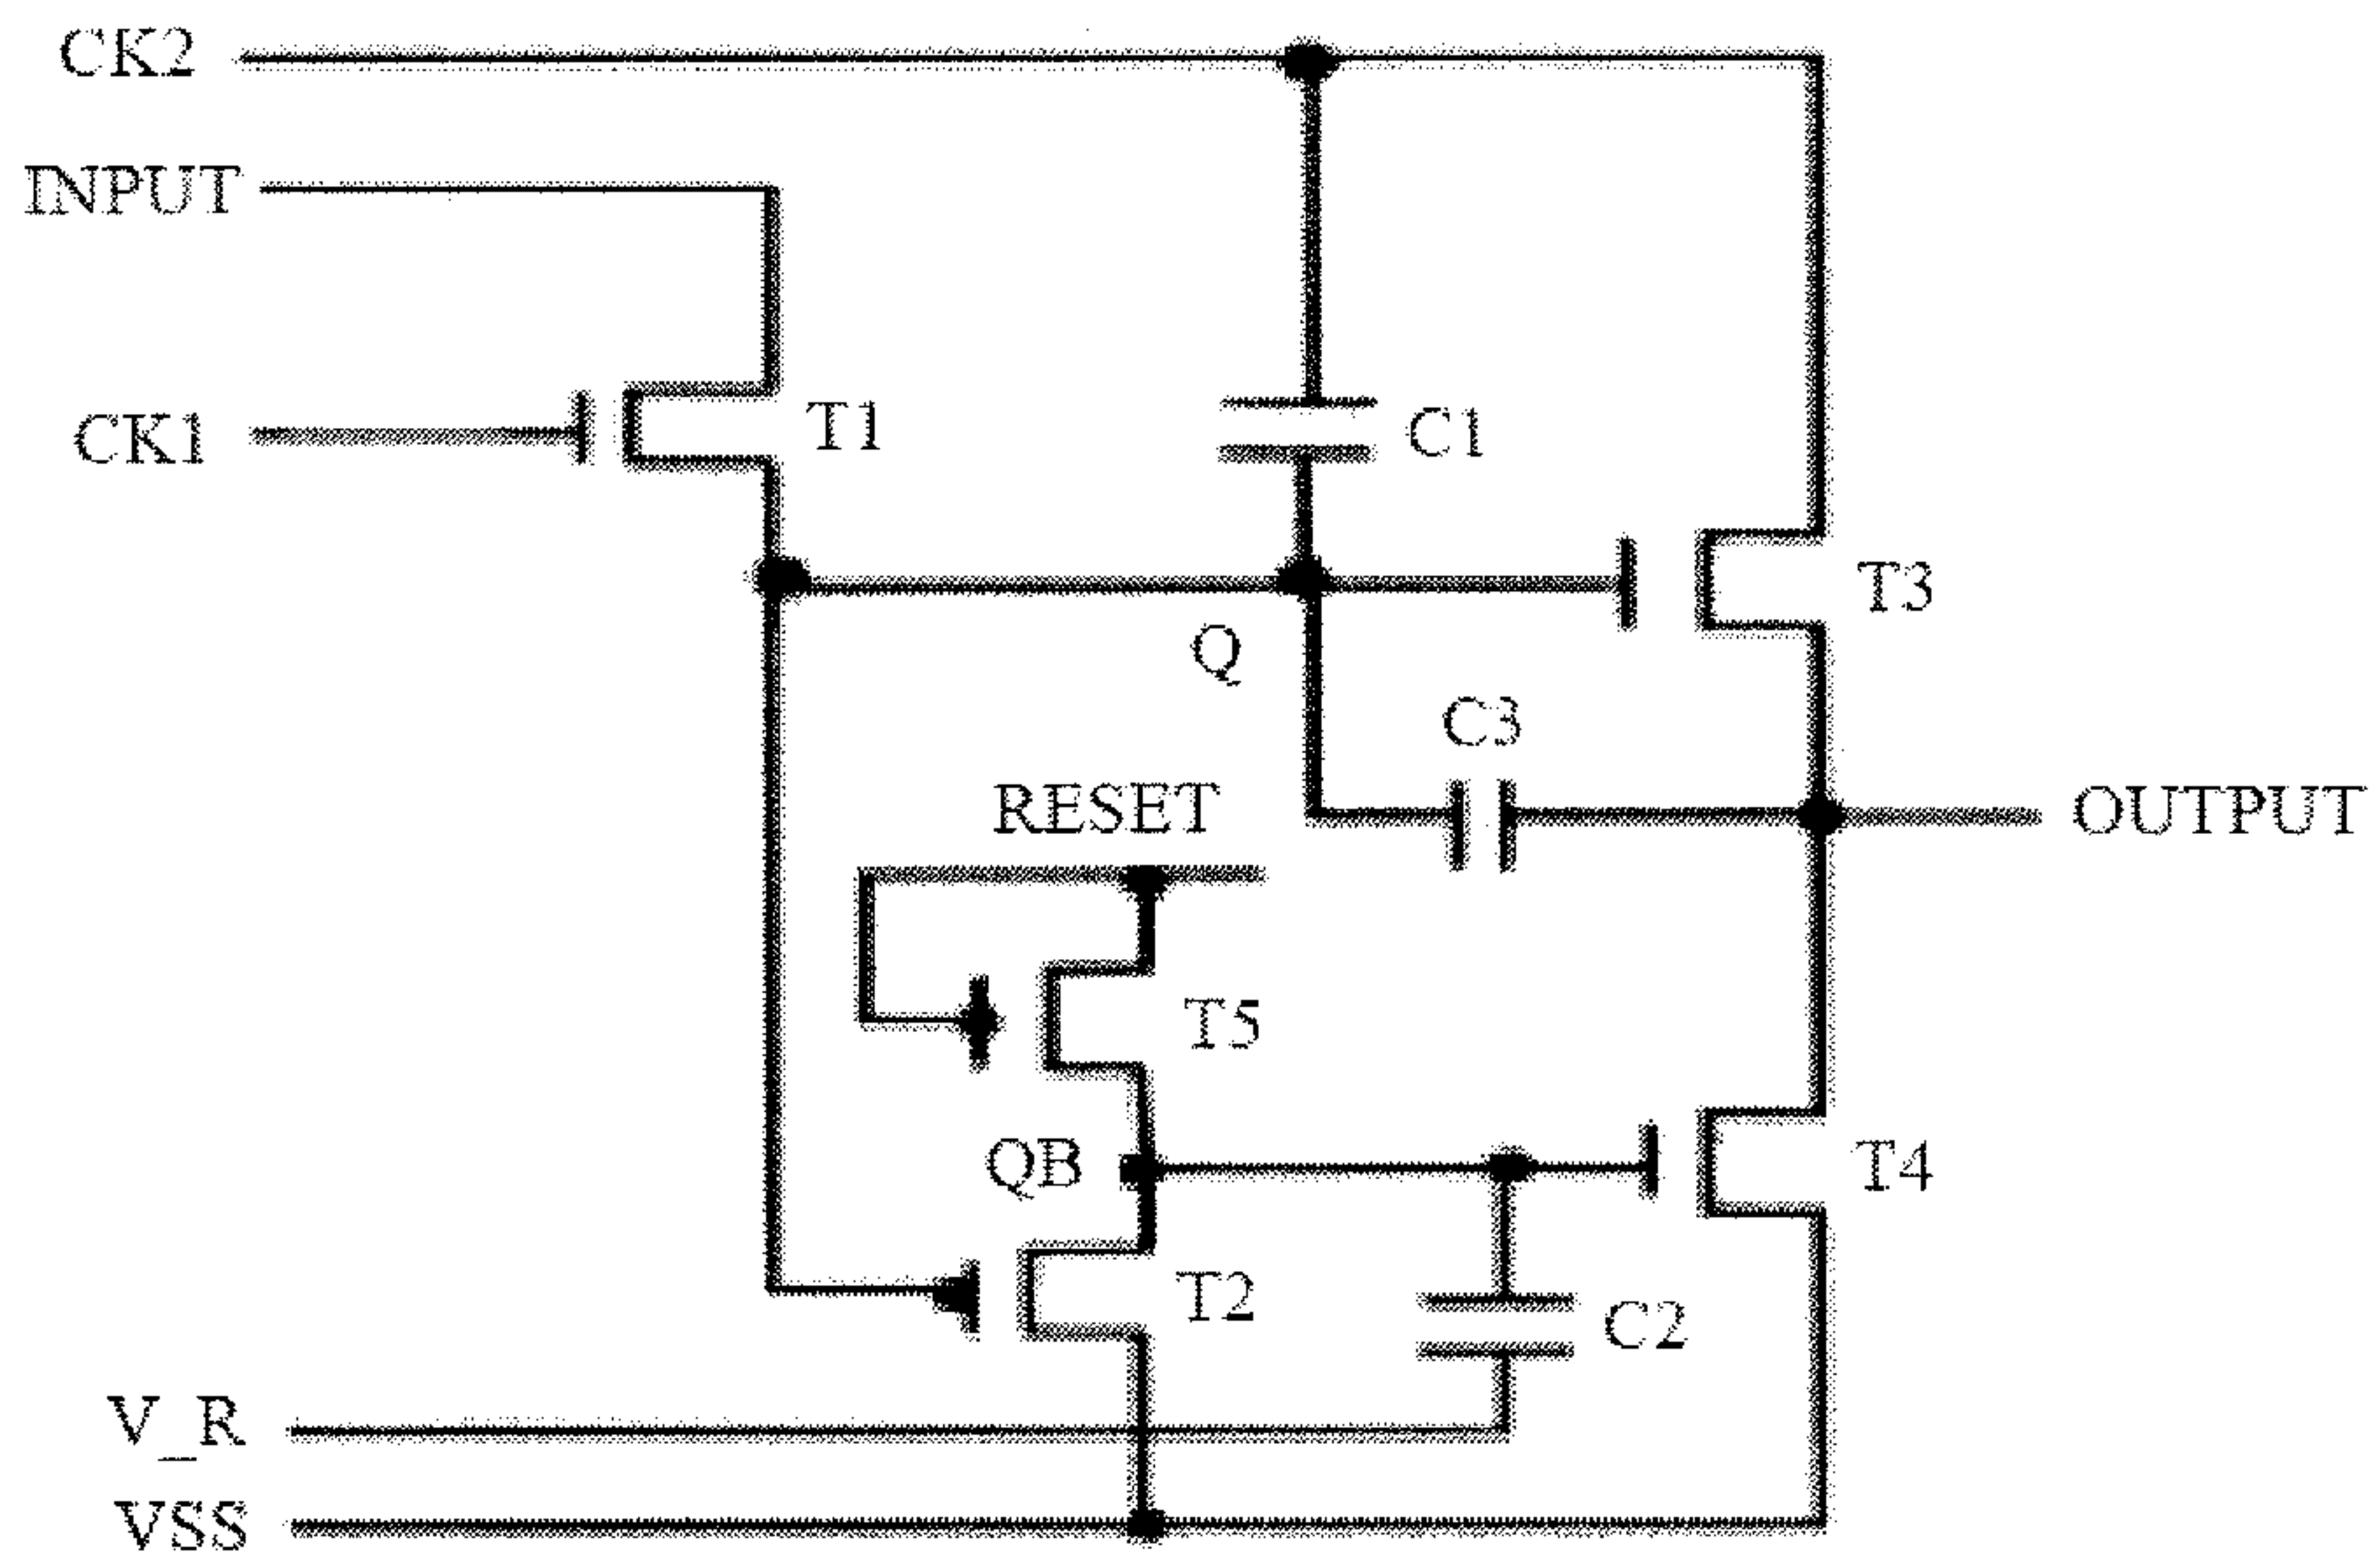 CK2
INPUT
CK1
T1
C1
T3
Q
C3
RESET
OUTPUT
T5
QB
T4
T2
C2
V_R
VSS